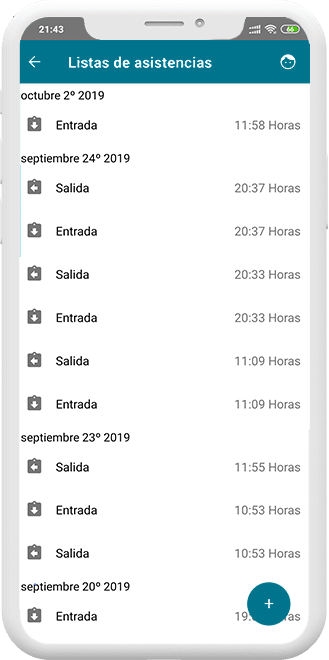 21:43
66
Listas de asistencias
octubre 2º 2019
Entrada 11:58 Horas
septiembre 24º 2019
Salida 20:37 Horas
Entrada 20:37 Horas
Salida 20:33 Horas
Entrada 20:33 Horas
Salida 11:09 Horas
Entrada 11:09 Horas
septiembre 23º 2019
Salida 11:55 Horas
Entrada 10:53 Horas
Salida 10:53 Horas
septiembre 20º 2019
+
Entrada